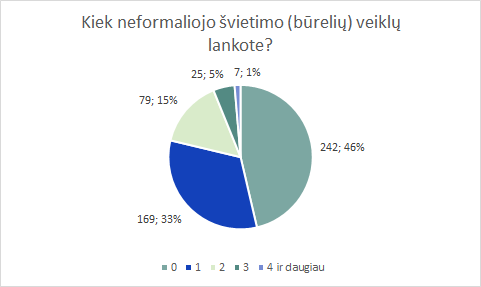 Kiek neformaliojo švietimo (būrelių) veiklų
lankote?
25; 5%
7; 1%
79; 15%
242; 46%
169; 33%
0 1 2 3 4 ir daugiau